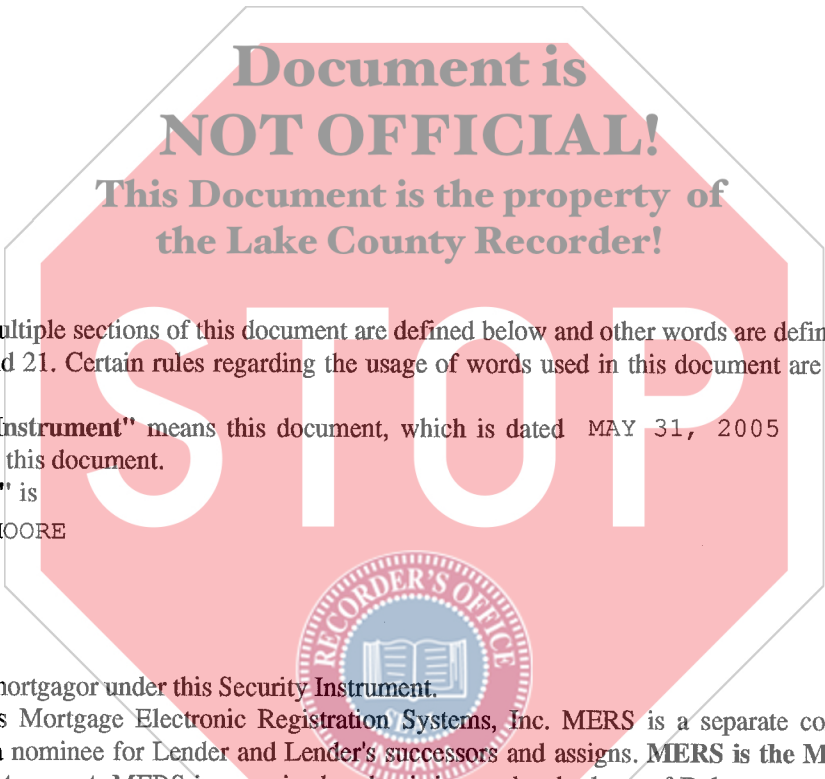 Document is
NOT OFFICIAL!
This Document is the property of
the Lake County Recorder!
STOP
ultiple sections of this document are defined below and other words are defin
d 21. Certain rules regarding the usage of words used in this document are
Instrument" means this document, which is dated MAY 31, 2005
this document.
" is
OORE
RECORDER'S OFFICE
nortgagor under this Security Instrument.
s Mortgage Electronic Registration Systems, Inc. MERS is a separate co
a nominee for Lender and Lender's successors and assigns. MERS is the M